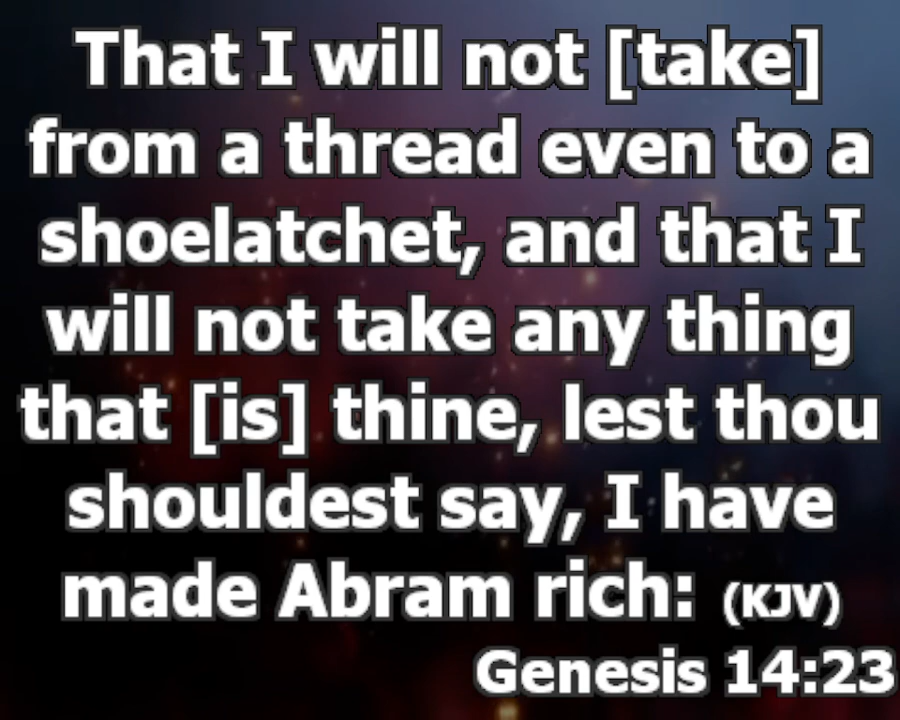 That I will not [take]
from a thread even to a
shoelatchet, and that I
will not take any thing
that [is] thine, lest thou
shouldest say, I have
made Abram rich: (KJV)
Genesis 14:23